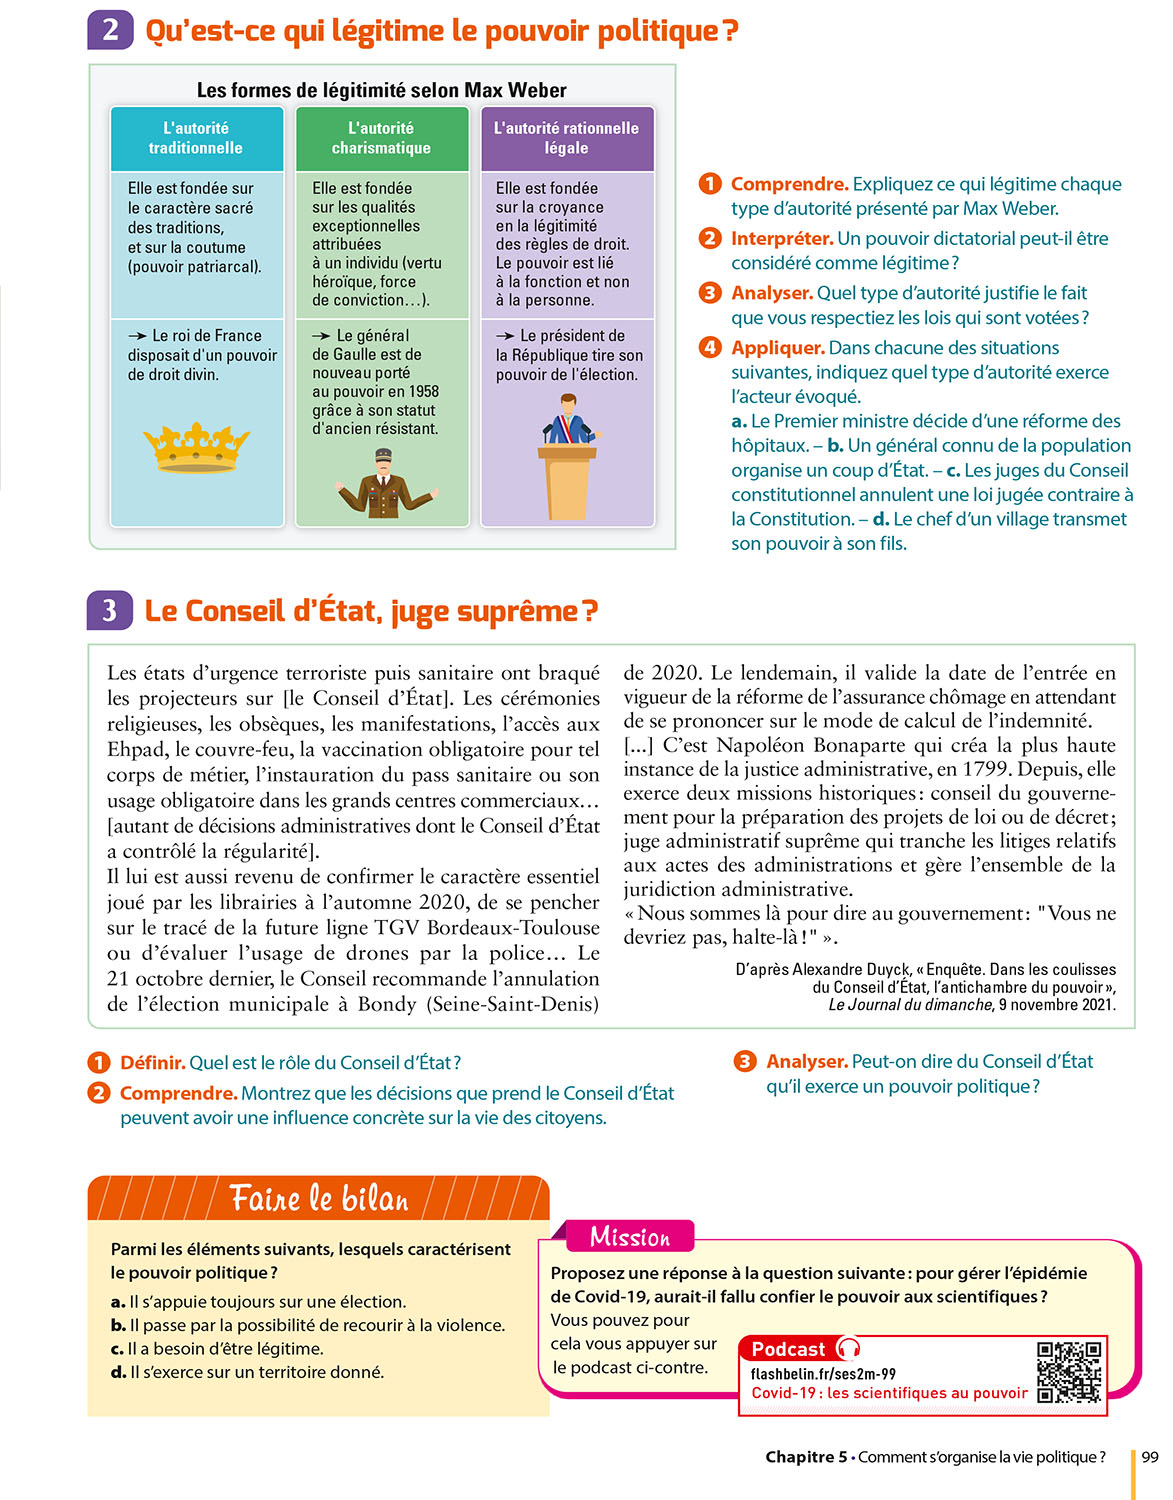 2 Qu'est-ce qui légitime le pouvoir politique ?
Les formes de légitimité selon Max Weber
L'autorité
traditionnelle
Elle est fondée sur
le caractère sacré
des traditions,
et sur la coutume
(pouvoir patriarcal).
→ Le roi de France
disposait d'un pouvoir
de droit divin.
L'autorité
charismatique
Elle est fondée
sur les qualités
exceptionnelles
attribuées
à un individu (vertu
héroïque, force
de conviction…).
→ Le général
de Gaulle est de
nouveau porté
au pouvoir en 1958
grâce à son statut
d'ancien résistant.
L'autorité rationnelle
légale
Elle est fondée
sur la croyance
en la légitimité
des règles de droit.
Le pouvoir est lié
à la fonction et non
à la personne.
→ Le président de
la République tire son
pouvoir de l'élection.
1 Comprendre. Expliquez ce qui légitime chaque
type d'autorité présenté par Max Weber.
2 Interpréter. Un pouvoir dictatorial peut-il être
considéré comme légitime ?
3 Analyser. Quel type d'autorité justifie le fait
que vous respectiez les lois qui sont votées ?
4 Appliquer. Dans chacune des situations
suivantes, indiquez quel type d'autorité exerce
l'acteur évoqué.
a. Le Premier ministre décide d'une réforme des
hôpitaux. – b. Un général connu de la population
organise un coup d'État. – c. Les juges du Conseil
constitutionnel annulent une loi jugée contraire à
la Constitution. – d. Le chef d'un village transmet
son pouvoir à son fils.
3 Le Conseil d'État, juge suprême ?
Les états d'urgence terroriste puis sanitaire ont braqué
les projecteurs sur [le Conseil d'État]. Les cérémonies
religieuses, les obsèques, les manifestations, l'accès aux
Ehpad, le couvre-feu, la vaccination obligatoire pour tel
corps de métier, l'instauration du pass sanitaire ou son
usage obligatoire dans les grands centres commerciaux…
[autant de décisions administratives dont le Conseil d'État
a contrôlé la régularité].
Il lui est aussi revenu de confirmer le caractère essentiel
joué par les librairies à l'automne 2020, de se pencher
sur le tracé de la future ligne TGV Bordeaux-Toulouse
ou d'évaluer l'usage de drones par la police… Le
21 octobre dernier, le Conseil recommande l'annulation
de l'élection municipale à Bondy (Seine-Saint-Denis)
de 2020. Le lendemain, il valide la date de l'entrée en
vigueur de la réforme de l'assurance chômage en attendant
de se prononcer sur le mode de calcul de l'indemnité.
[...] C'est Napoléon Bonaparte qui créa la plus haute
instance de la justice administrative, en 1799. Depuis, elle
exerce deux missions historiques : conseil du gouverne-
ment pour la préparation des projets de loi ou de décret ;
juge administratif suprême qui tranche les litiges relatifs
aux actes des administrations et gère l'ensemble de la
juridiction administrative.
« Nous sommes là pour dire au gouvernement : "Vous ne
devriez pas, halte-là !" ».
D'après Alexandre Duyck, « Enquête. Dans les coulisses
du Conseil d'État, l'antichambre du pouvoir »,
Le Journal du dimanche, 9 novembre 2021.
1 Définir. Quel est le rôle du Conseil d'État ?
2 Comprendre. Montrez que les décisions que prend le Conseil d'État
peuvent avoir une influence concrète sur la vie des citoyens.
3 Analyser. Peut-on dire du Conseil d'État
qu'il exerce un pouvoir politique ?
Faire le bilan
Parmi les éléments suivants, lesquels caractérisent
le pouvoir politique ?
a. Il s'appuie toujours sur une élection.
b. Il passe par la possibilité de recourir à la violence.
c. Il a besoin d'être légitime.
d. Il s'exerce sur un territoire donné.
Mission
Proposez une réponse à la question suivante : pour gérer l'épidémie
de Covid-19, aurait-il fallu confier le pouvoir aux scientifiques ?
Vous pouvez pour
cela vous appuyer sur
le podcast ci-contre.
Podcast
flashbelin.fr/ses2m-99
Covid-19 : les scientifiques au pouvoir
Chapitre 5 • Comment s'organise la vie politique ? 99